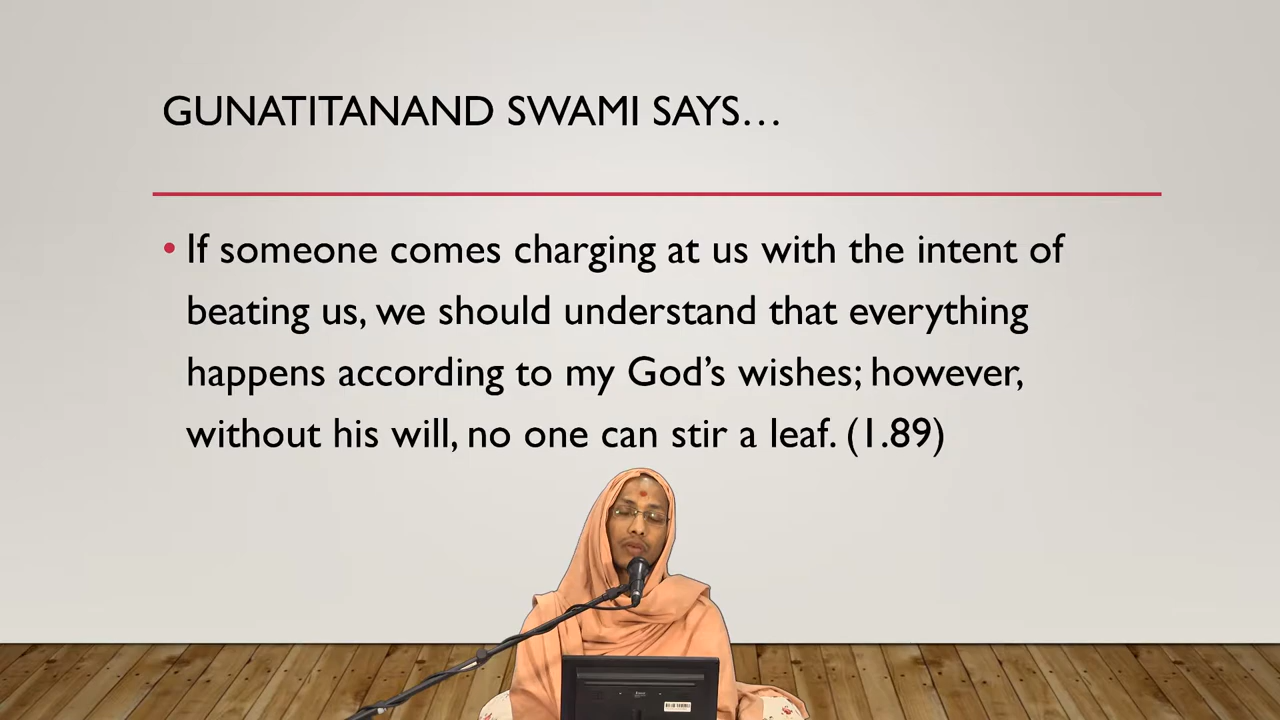 GUNATITANAND SWAMI SAYS…
• If someone comes charging at us with the intent of
beating us, we should understand that everything
happens according to my God’s wishes; however,
without his will, no one can stir a leaf. (1.89)